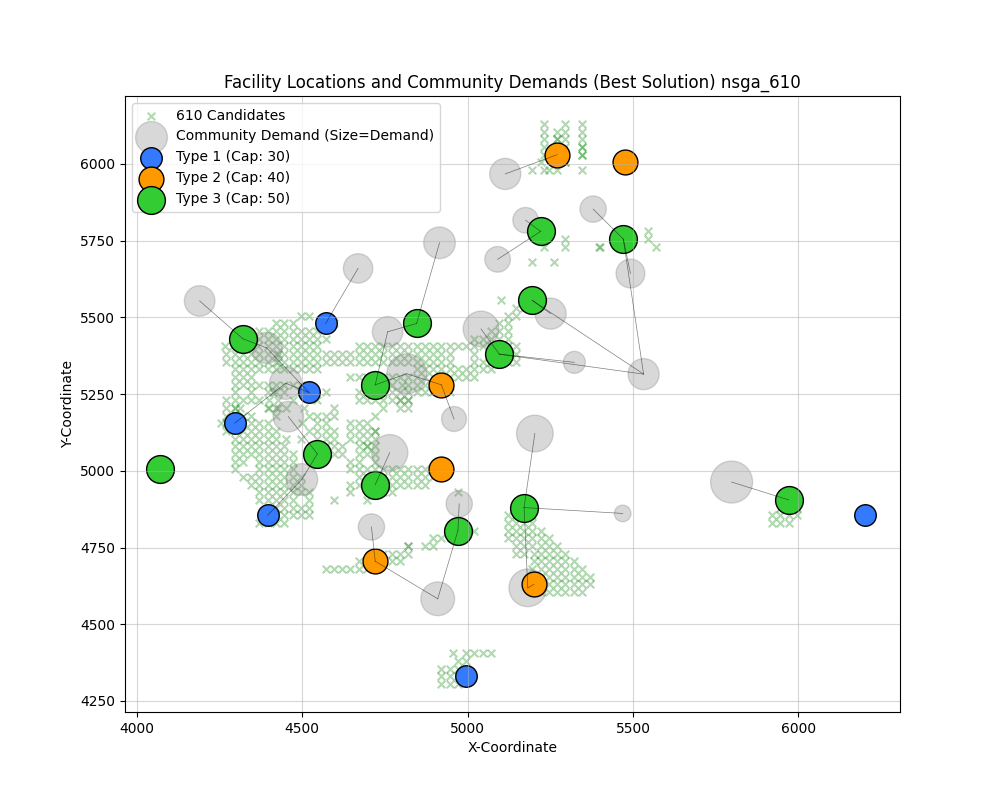 Facility Locations and Community Demands (Best Solution) nsga_610
610 Candidates
Community Demand (Size=Demand)
Type 1 (Cap: 30)
Type 2 (Cap: 40)
Type 3 (Cap: 50)
Y-Coordinate
6000
5750
5500
5250
5000
4750
4500
4250
4000
4500
5000
5500
6000
X-Coordinate